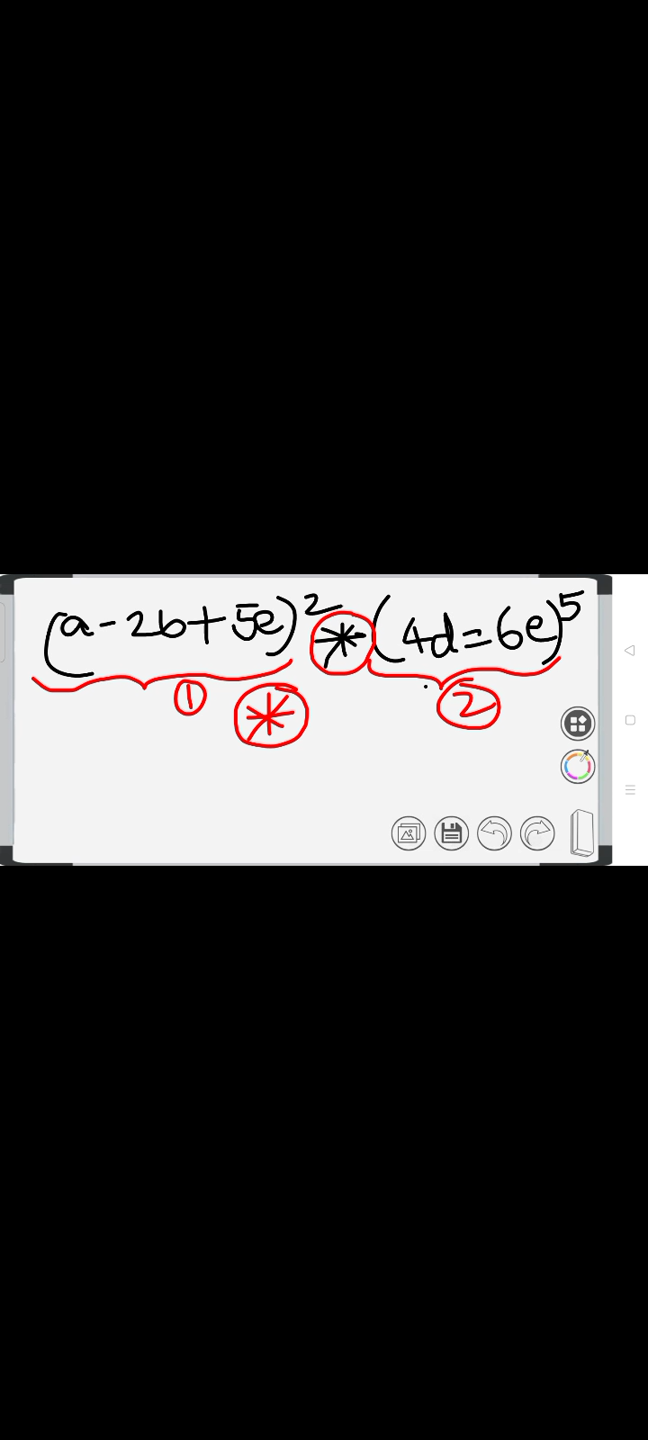 (a-2b+5e)² * (4d=6e)⁵
① * ②